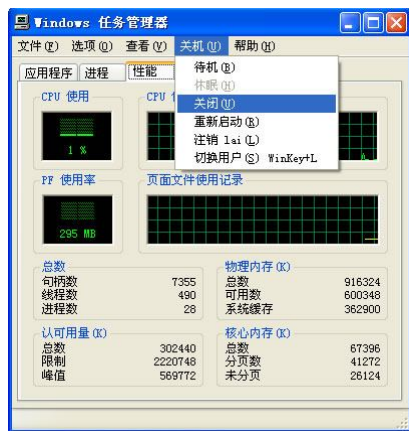 Windows 任务管理器
文件(F) 选项(O) 查看(V) 关机(U) 帮助(H)
待机(B)
休眠(H)
关闭(U)
重新启动(R)
注销 lai(L)
切换用户(S) WinKey+L
应用程序 进程 性能
CPU 使用 CPU
1 %
PF 使用率 页面文件使用记录
295 MB
总数 物理内存(K)
句柄数 7355 总数 916324
线程数 490 可用数 600348
进程数 28 系统缓存 362900
认可用量(K) 核心内存(K)
总数 302440 总数 67396
限制 2220748 分页数 41272
峰值 569772 未分页 26124